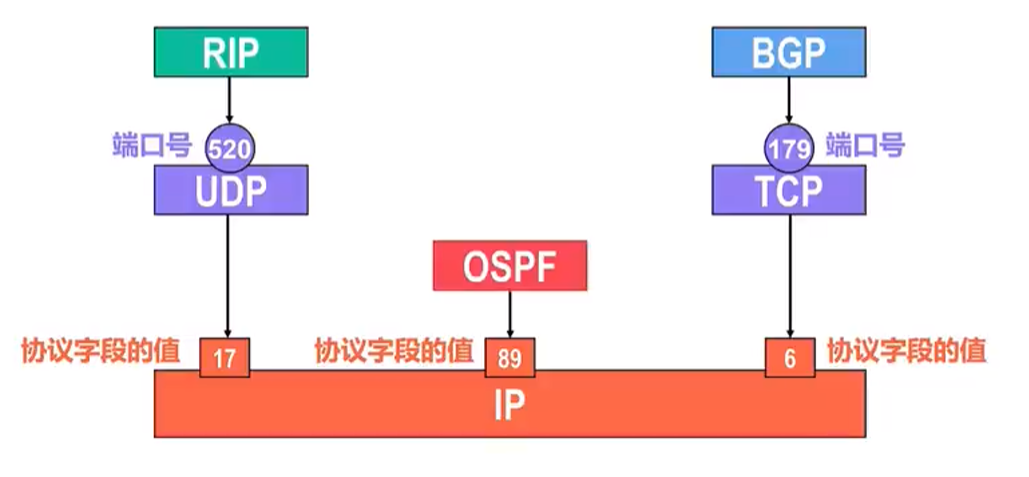 RIP
BGP
端口号 520
179 端口号
UDP
TCP
OSPF
协议字段的值 17
协议字段的值 89
6 协议字段的值
IP